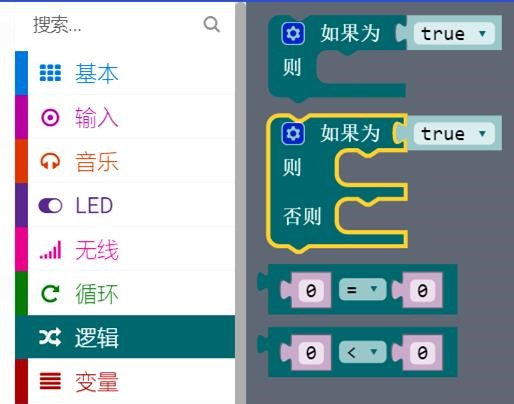 搜索...
基本
输入
音乐
LED
无线
循环
逻辑
变量
如果为 true
则
如果为 true
则
否则
0 = 0
0 < 0